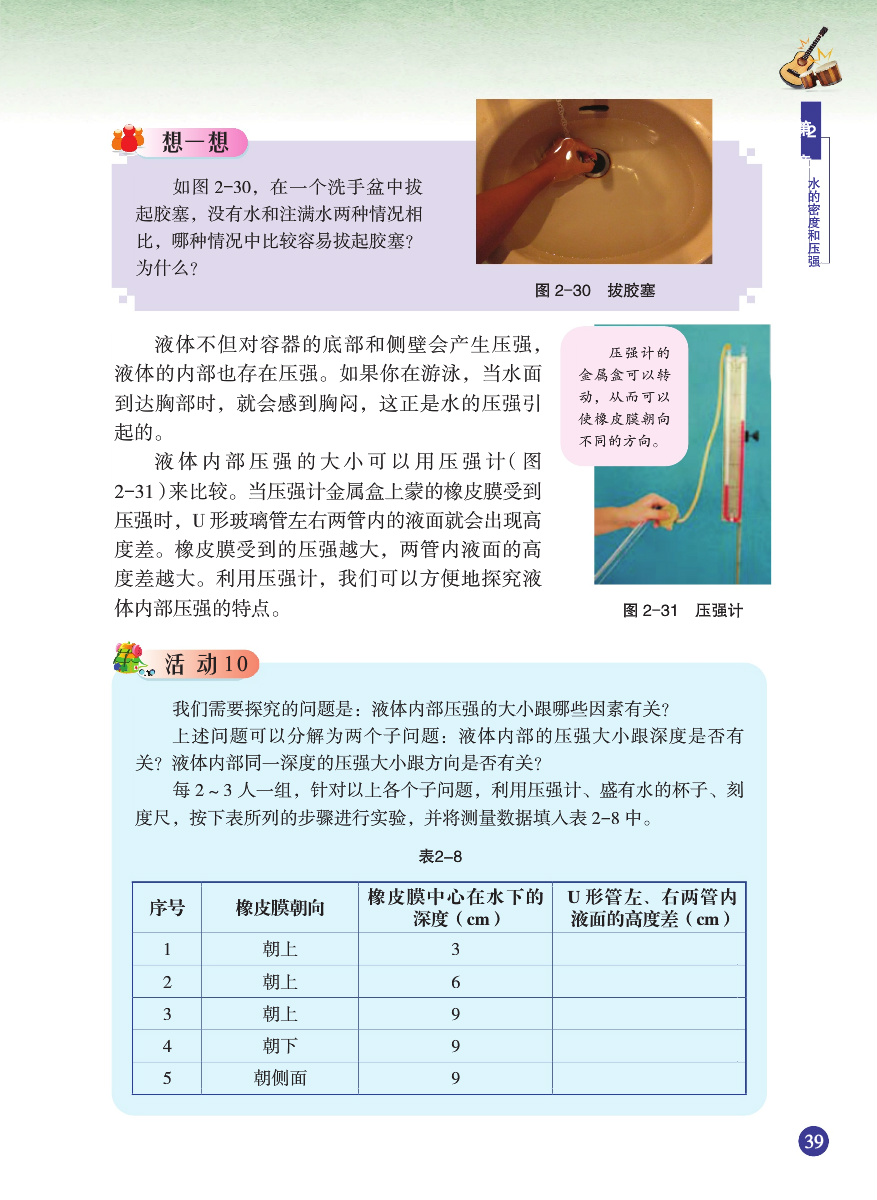 第2章
水的密度和压强
想一想
如图 2-30，在一个洗手盆中拔
起胶塞，没有水和注满水两种情况相
比，哪种情况中比较容易拔起胶塞？
为什么？
图 2-30 拔胶塞
液体不但对容器的底部和侧壁会产生压强，
液体的内部也存在压强。如果你在游泳，当水面
到达胸部时，就会感到胸闷，这正是水的压强引
起的。
液体内部压强的大小可以用压强计（图
2-31）来比较。当压强计金属盒上蒙的橡皮膜受到
压强时，U 形玻璃管左右两管内的液面就会出现高
度差。橡皮膜受到的压强越大，两管内液面的高
度差越大。利用压强计，我们可以方便地探究液
体内部压强的特点。
压强计的
金属盒可以转
动，从而可以
使橡皮膜朝向
不同的方向。
图 2-31 压强计
活 动 10
我们需要探究的问题是：液体内部压强的大小跟哪些因素有关？
上述问题可以分解为两个子问题：液体内部的压强大小跟深度是否有
关？液体内部同一深度的压强大小跟方向是否有关？
每 2 ~ 3 人一组，针对以上各个子问题，利用压强计、盛有水的杯子、刻
度尺，按下表所列的步骤进行实验，并将测量数据填入表 2-8 中。
表2-8
序号 橡皮膜朝向 橡皮膜中心在水下的 U 形管左、右两管内
深度（cm） 液面的高度差（cm）
1 朝上 3
2 朝上 6
3 朝上 9
4 朝下 9
5 朝侧面 9
39